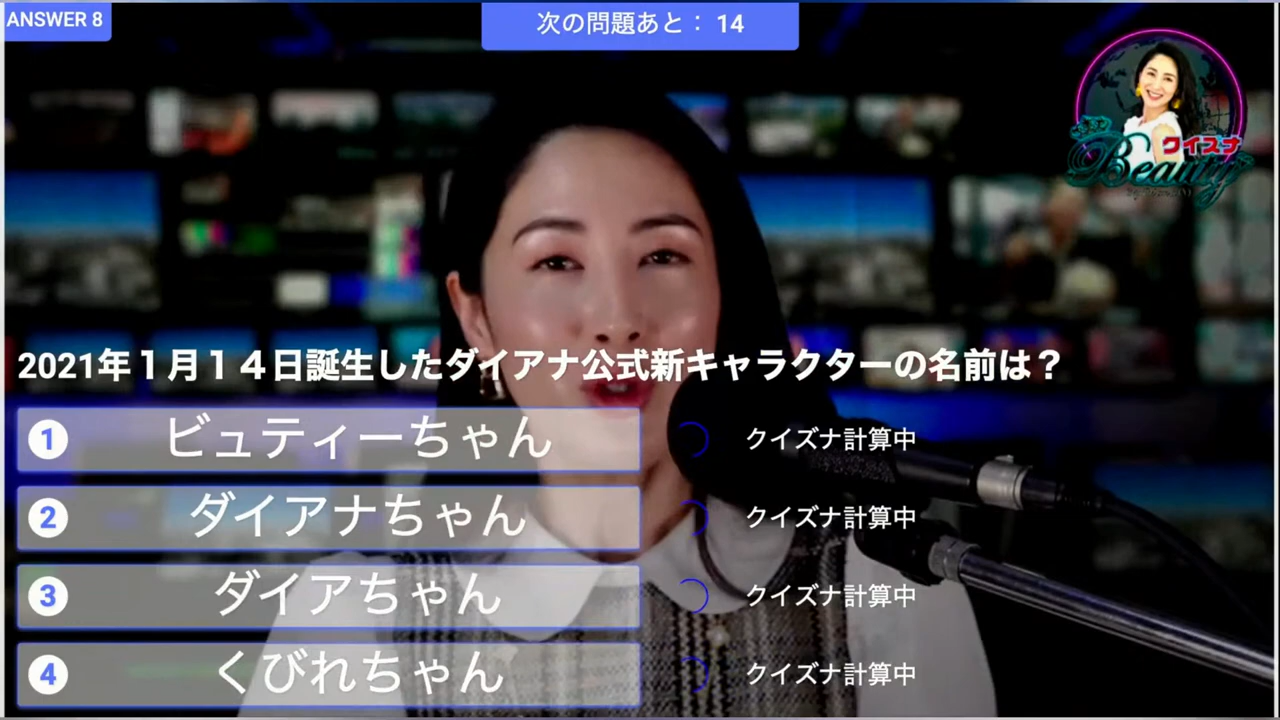 ANSWER 8
次の問題あと： 14
クイズナ
Beauty
2021年１月１４日誕生したダイアナ公式新キャラクターの名前は？
1 ビュティーちゃん クイズナ計算中
2 ダイアナちゃん クイズナ計算中
3 ダイアちゃん クイズナ計算中
4 くびれちゃん クイズナ計算中